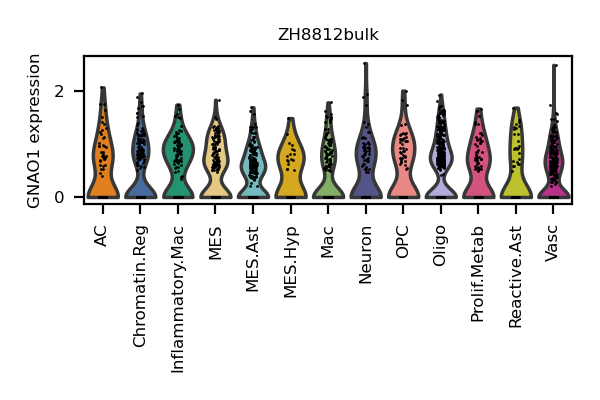 ZH8812bulk
GNAO1 expression
2
0
AC
Chromatin.Reg
Inflammatory.Mac
MES
MES.Ast
MES.Hyp
Mac
Neuron
OPC
Oligo
Prolif.Metab
Reactive.Ast
Vasc